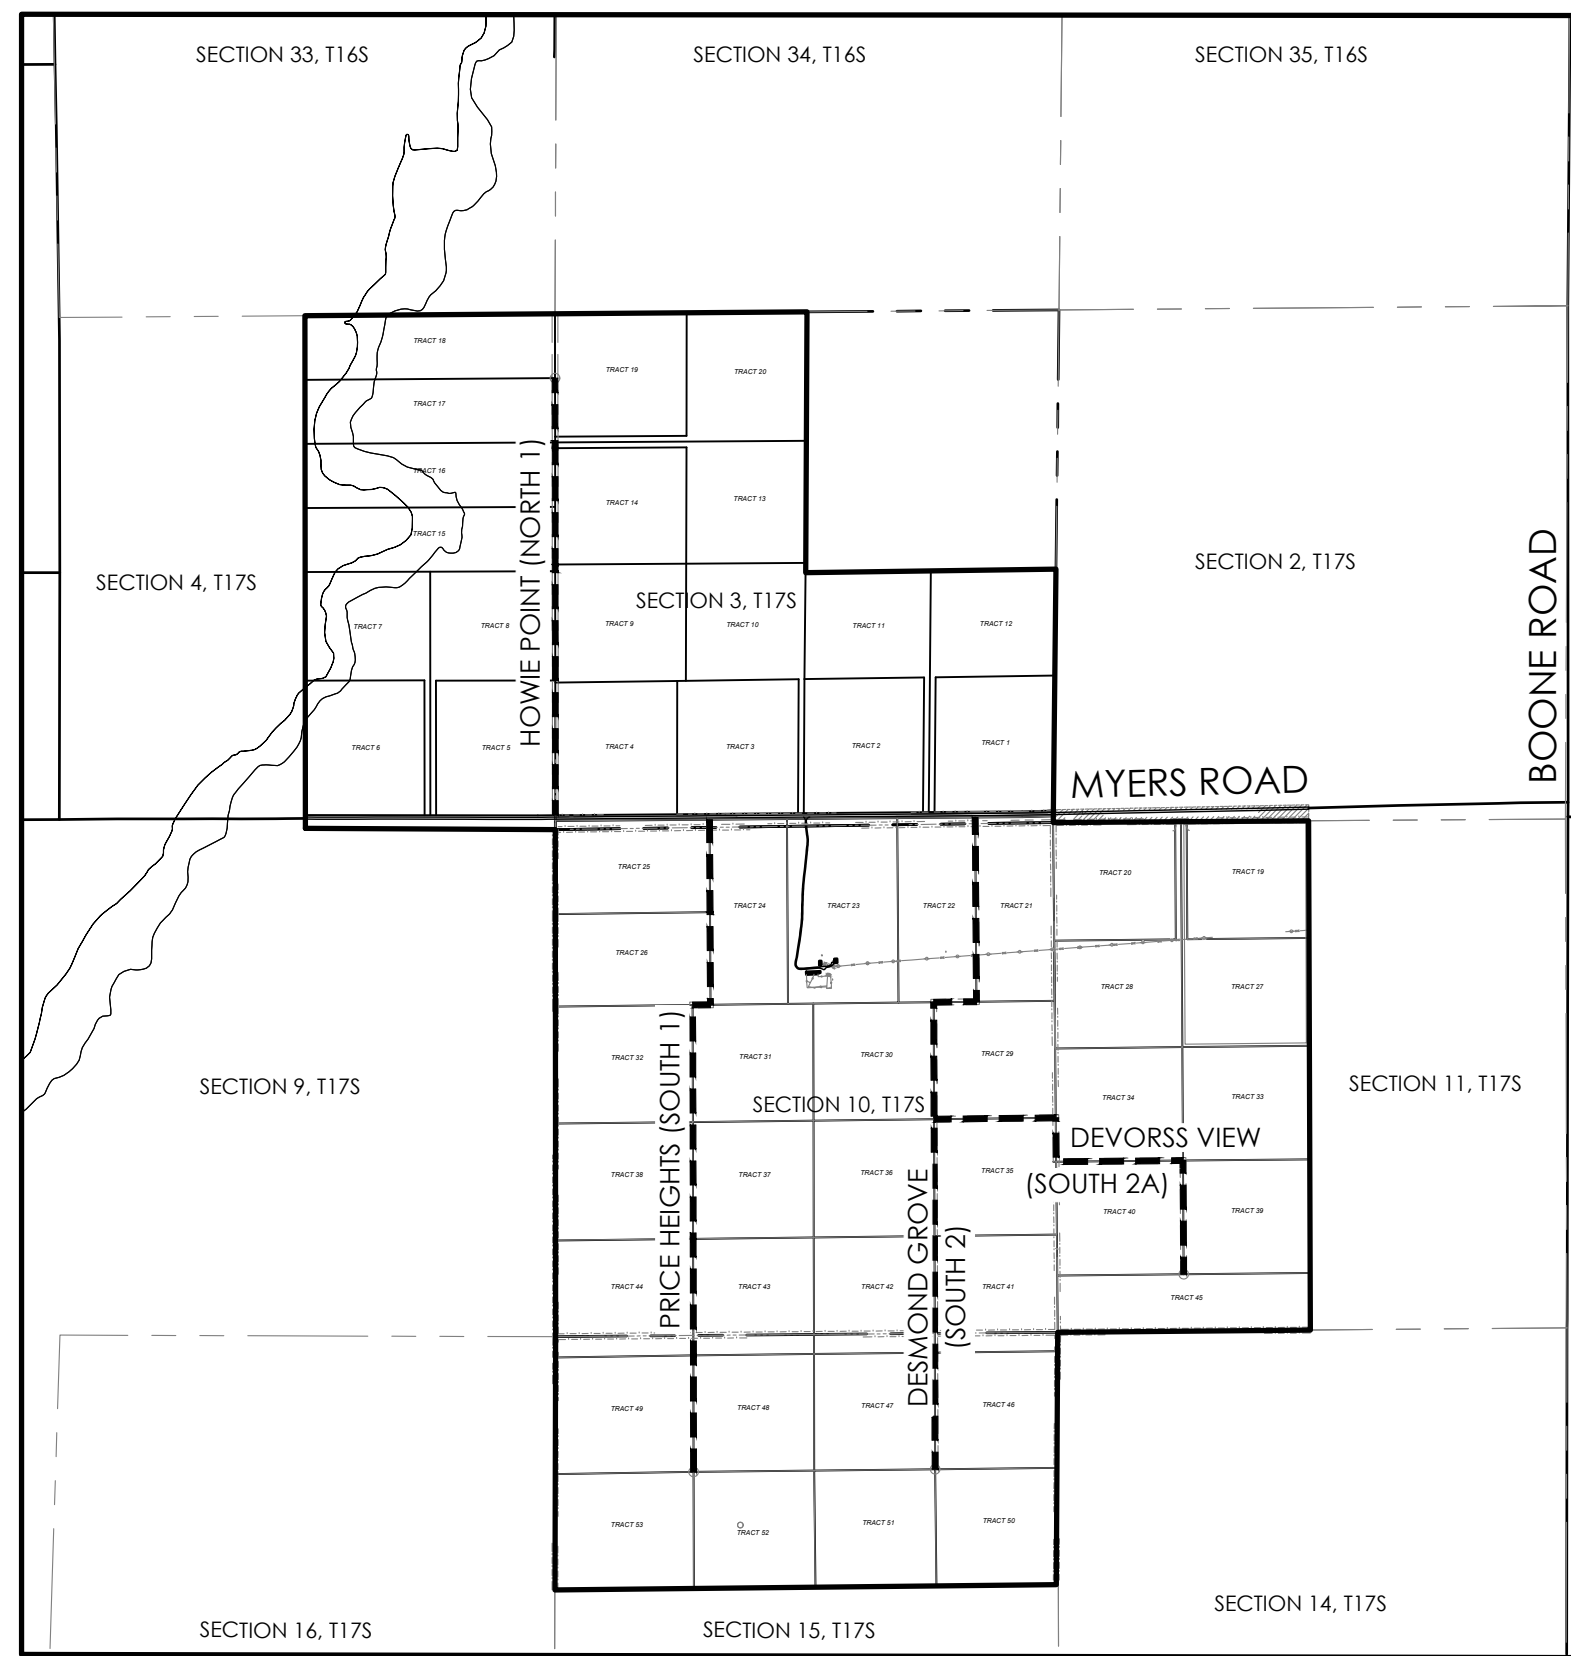 SECTION 33, T16S
SECTION 34, T16S
SECTION 35, T16S
TRACT 18
TRACT 19
TRACT 20
TRACT 17
TRACT 16
TRACT 14
TRACT 13
TRACT 15
HOWIE POINT (NORTH 1)
SECTION 4, T17S
SECTION 3, T17S
SECTION 2, T17S
BOONE ROAD
TRACT 7
TRACT 8
TRACT 9
TRACT 10
TRACT 11
TRACT 12
TRACT 6
TRACT 5
TRACT 4
TRACT 3
TRACT 2
TRACT 1
MYERS ROAD
TRACT 25
TRACT 24
TRACT 23
TRACT 22
TRACT 21
TRACT 20
TRACT 19
TRACT 26
TRACT 28
TRACT 27
TRACT 32
TRACT 31
TRACT 30
TRACT 29
SECTION 9, T17S
SECTION 10, T17S
SECTION 11, T17S
TRACT 34
TRACT 33
PRICE HEIGHTS (SOUTH 1)
DEVORSS VIEW
(SOUTH 2A)
TRACT 38
TRACT 37
TRACT 36
TRACT 35
TRACT 40
TRACT 39
DESMOND GROVE
(SOUTH 2)
TRACT 44
TRACT 43
TRACT 42
TRACT 41
TRACT 45
TRACT 49
TRACT 48
TRACT 47
TRACT 46
TRACT 53
TRACT 52
TRACT 51
TRACT 50
SECTION 16, T17S
SECTION 15, T17S
SECTION 14, T17S